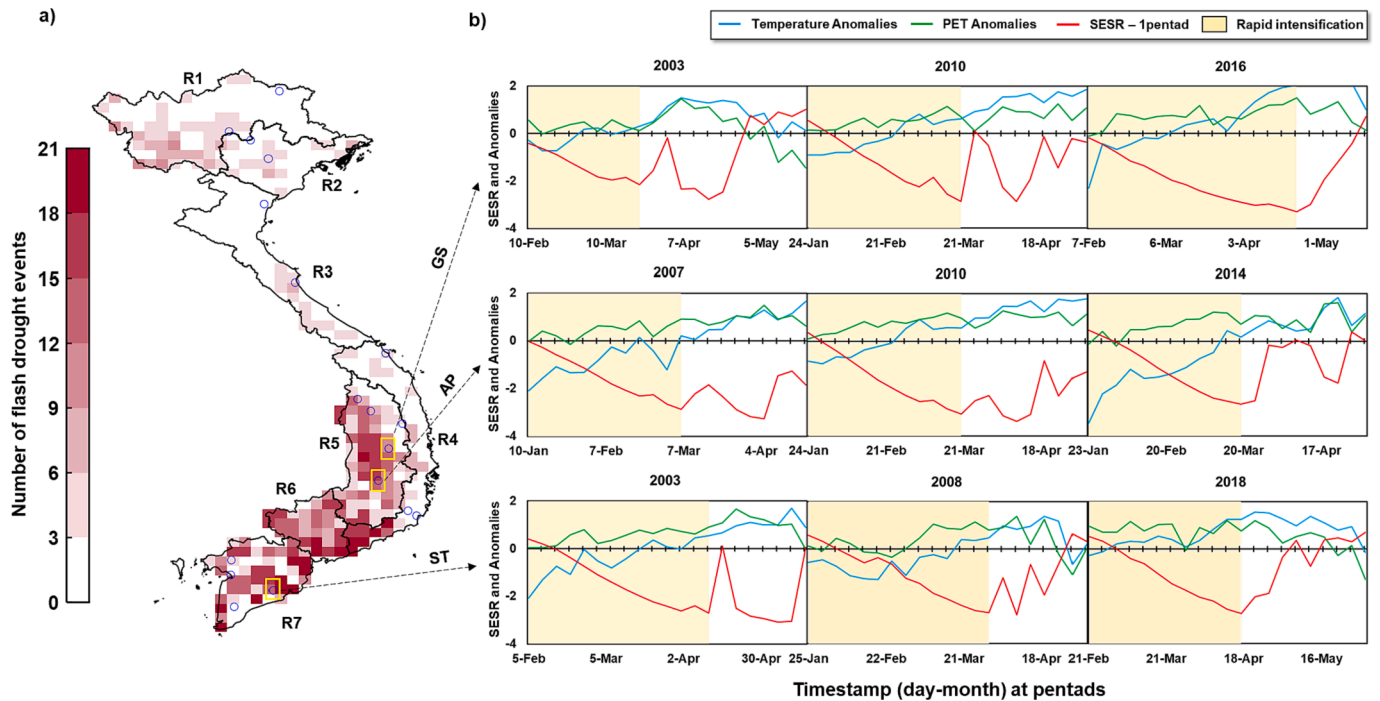 a)
b)
Temperature Anomalies
PET Anomalies
SESR – 1pentad
Rapid intensification
R1
R2
R3
R4
R5
R6
R7
GS
AP
ST
Number of flash drought events
21
18
15
12
9
6
3
0
2003 2010 2016
SESR and Anomalies
2
0
-2
-4
10-Feb 10-Mar 7-Apr 5-May 24-Jan 21-Feb 21-Mar 18-Apr 7-Feb 6-Mar 3-Apr 1-May
2007 2010 2014
SESR and Anomalies
2
0
-2
-4
10-Jan 7-Feb 7-Mar 4-Apr 24-Jan 21-Feb 21-Mar 18-Apr 23-Jan 20-Feb 20-Mar 17-Apr
2003 2008 2018
SESR and Anomalies
2
0
-2
-4
5-Feb 5-Mar 2-Apr 30-Apr 25-Jan 22-Feb 21-Mar 18-Apr 21-Feb 21-Mar 18-Apr 16-May
Timestamp (day-month) at pentads